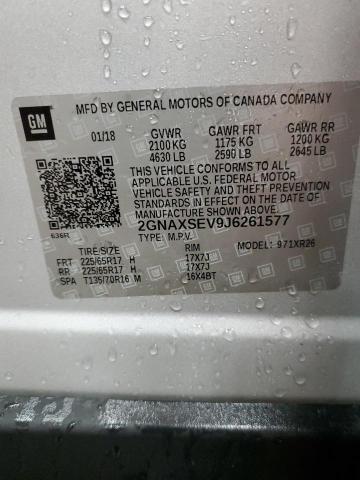 MFD BY GENERAL MOTORS OF CANADA COMPANY
GM
01/18 GVWR GAWR FRT GAWR RR
2100 KG 1175 KG 1200 KG
4630 LB 2590 LB 2645 LB
THIS VEHICLE CONFORMS TO ALL
APPLICABLE U.S. FEDERAL MOTOR
VEHICLE SAFETY, BUMPER, AND THEFT
PREVENTION STANDARDS IN EFFECT ON
THE DATE OF MANUFACTURE SHOWN ABOVE.
636R 2GNAXSEV9J6261577
TYPE: M.P.V. MODEL: 971XR26
TIRE/SIZE RIM
FRT 225/65R17 H 17X7J
RR 225/65R17 H 17X7J
SPA T135/70R16 M 16X4BT